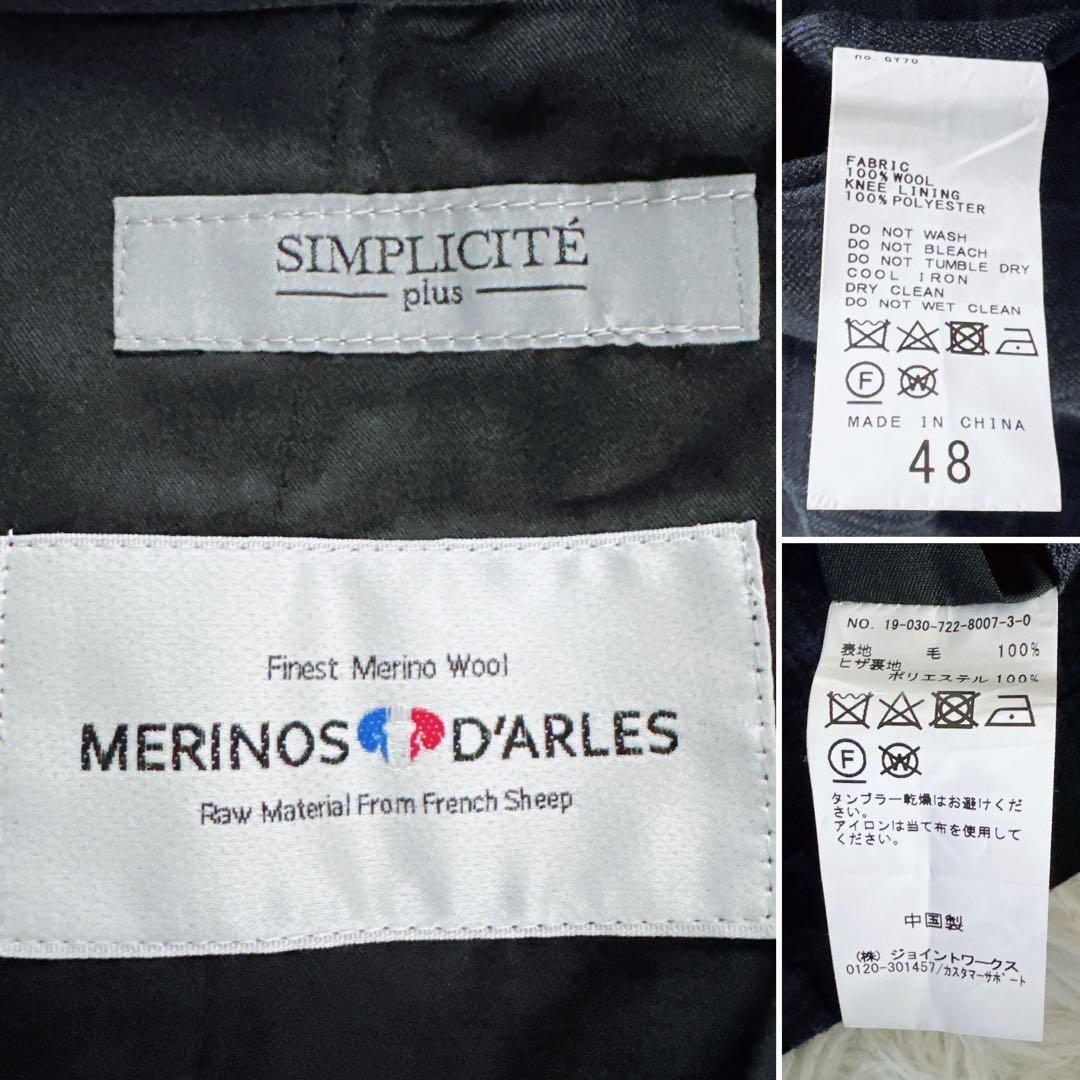 SIMPLICITÉ
plus
Finest Merino Wool
MERINOS D'ARLES
Raw Material From French Sheep
no. GY70
FABRIC
100% WOOL
KNEE LINING
100% POLYESTER
DO NOT WASH
DO NOT BLEACH
DO NOT TUMBLE DRY
COOL IRON
DRY CLEAN
DO NOT WET CLEAN
F W
MADE IN CHINA
48
NO. 19-030-722-8007-3-0
表地 毛 100%
ヒザ裏地
ポリエステル 100%
F W
タンブラー乾燥はお避けくだ
さい。
アイロンは当て布を使用して
ください。
中国製
(株) ジョイントワークス
0120-301457/カスタマーサポート